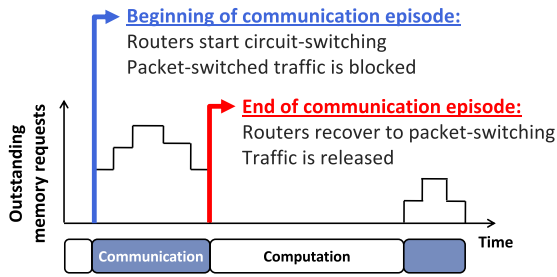 Beginning of communication episode:
Routers start circuit-switching
Packet-switched traffic is blocked
End of communication episode:
Routers recover to packet-switching
Traffic is released
Outstanding
memory requests
Time
Communication
Computation